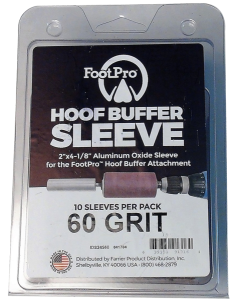 FootPro™
HOOF BUFFER
SLEEVE
2"x4-1/8" Aluminum Oxide Sleeve
for the FootPro™ Hoof Buffer Attachment
10 SLEEVES PER PACK
60 GRIT
Distributed by Farrier Product Distribution Inc.
Shelbyville, KY 40066 USA - (800) 468-2879